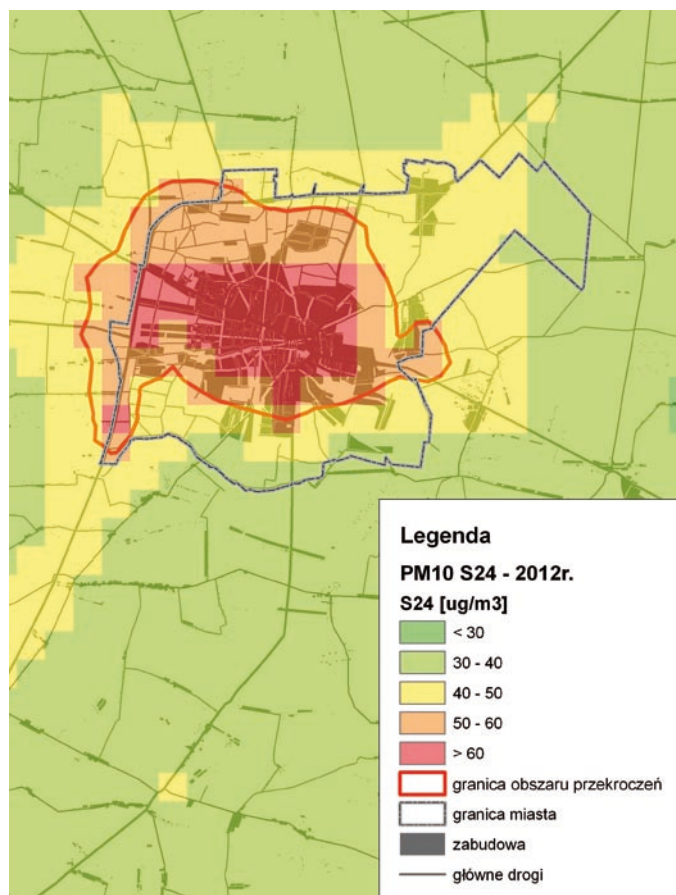 Legenda
PM10 S24 - 2012r.
S24 [ug/m3]
< 30
30 - 40
40 - 50
50 - 60
> 60
granica obszaru przekroczeń
granica miasta
zabudowa
główne drogi